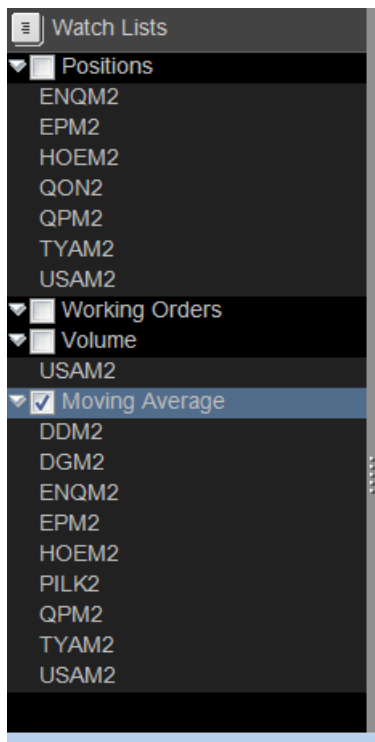 Watch Lists
Positions
ENQM2
EPM2
HOEM2
QON2
QPM2
TYAM2
USAM2
Working Orders
Volume
USAM2
Moving Average
DDM2
DGM2
ENQM2
EPM2
HOEM2
PILK2
QPM2
TYAM2
USAM2